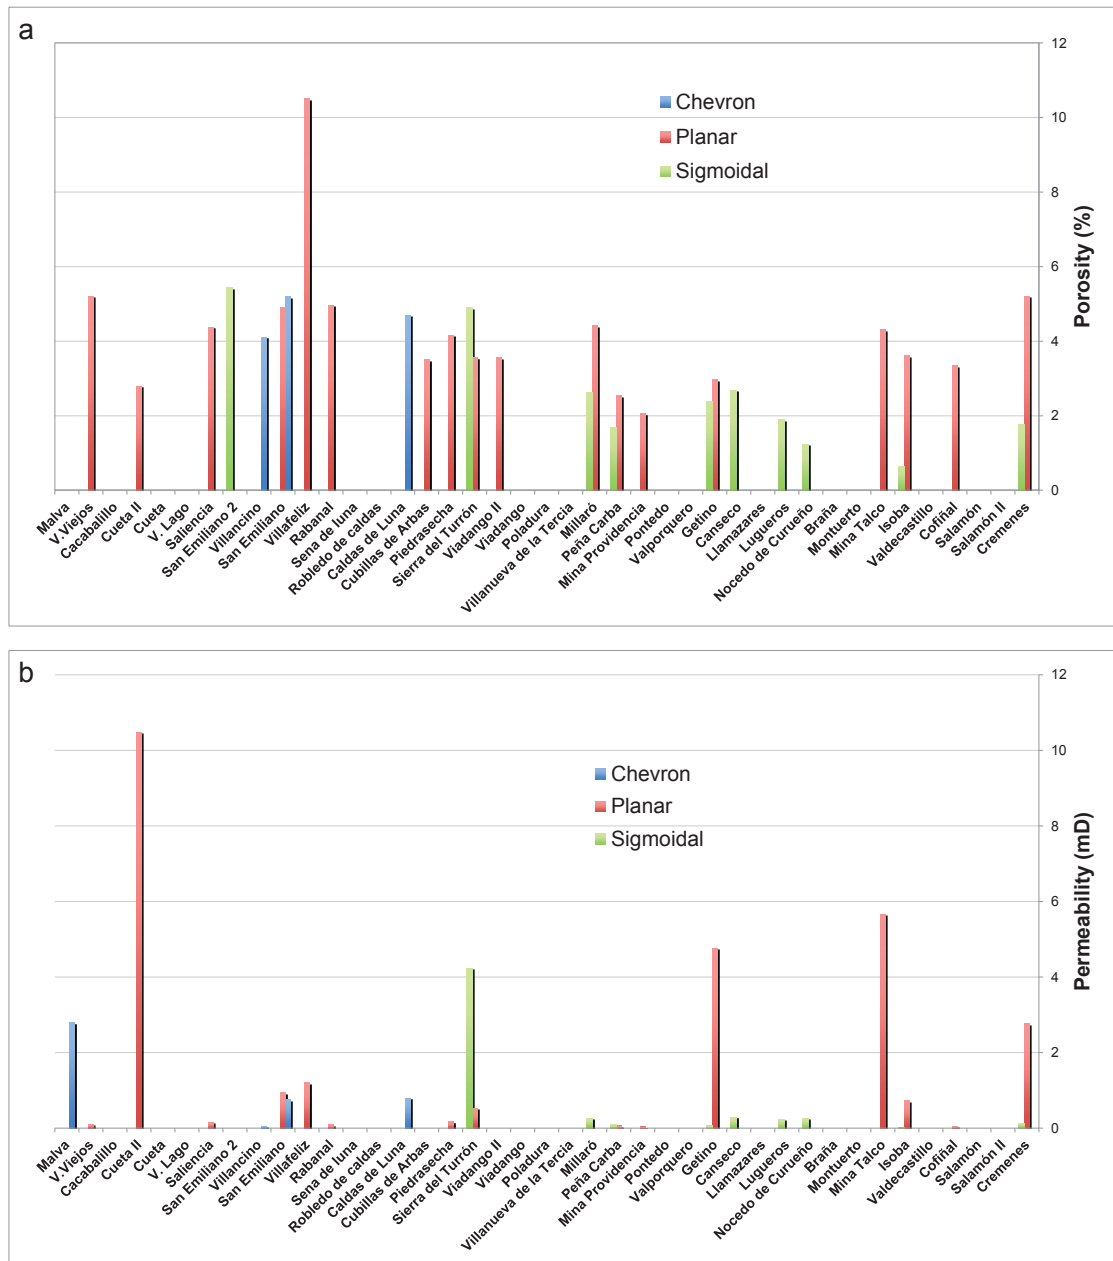 a
12
10
8
6
4
2
0
Porosity (%)
Chevron
Planar
Sigmoidal
Malva
V.Viejos
Cacabalillo
Cueta II
Cueta
V. Lago
Saliencia
San Emiliano 2
Villancino
San Emiliano
Villafeliz
Rabanal
Sena de luna
Robledo de caldas
Caldas de Luna
Cubillas de Arbas
Piedrasecha
Sierra del Turrón
Viadango II
Viadango
Poladura
Villanueva de la Tercia
Millaró
Peña Carba
Mina Providencia
Pontedo
Valporquero
Getino
Canseco
Llamazares
Lugueros
Nocedo de Curueño
Braña
Montuerto
Mina Talco
Isoba
Valdecastillo
Cofiñal
Salamón
Salamón II
Cremenes
b
12
10
8
6
4
2
0
Permeability (mD)
Chevron
Planar
Sigmoidal
Malva
V.Viejos
Cacabalillo
Cueta II
Cueta
V. Lago
Saliencia
San Emiliano 2
Villancino
San Emiliano
Villafeliz
Rabanal
Sena de luna
Robledo de caldas
Caldas de Luna
Cubillas de Arbas
Piedrasecha
Sierra del Turrón
Viadango II
Viadango
Poladura
Villanueva de la Tercia
Millaró
Peña Carba
Mina Providencia
Pontedo
Valporquero
Getino
Canseco
Llamazares
Lugueros
Nocedo de Curueño
Braña
Montuerto
Mina Talco
Isoba
Valdecastillo
Cofiñal
Salamón
Salamón II
Cremenes